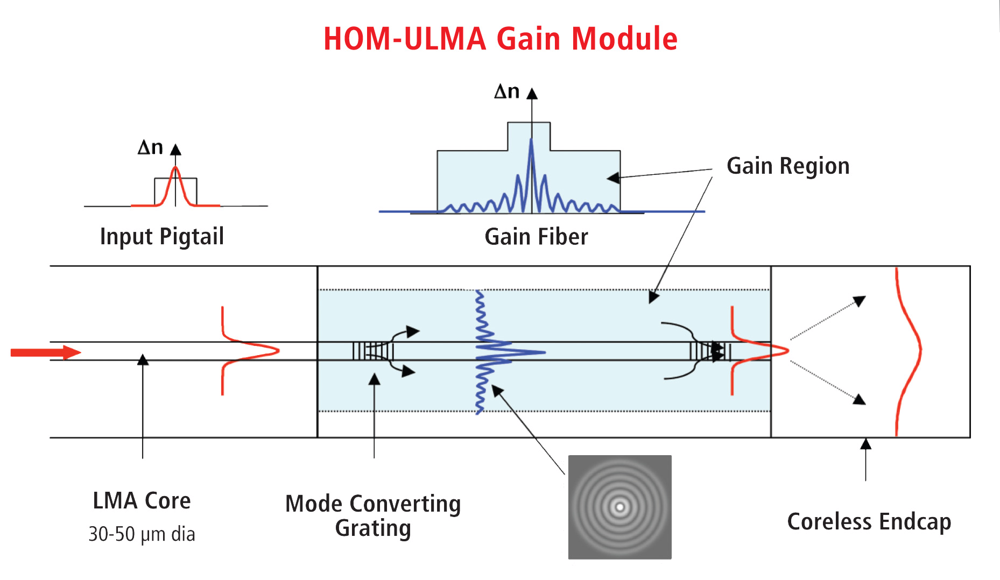 HOM-ULMA Gain Module
Δn
Δn
Gain Region
Input Pigtail
Gain Fiber
LMA Core
30-50 μm dia
Mode Converting
Grating
Coreless Endcap